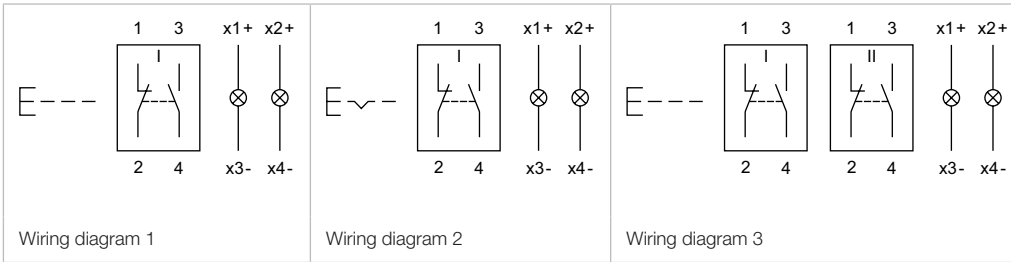 1 3 x1+ x2+
I
2 4 x3- x4-
Wiring diagram 1
1 3 x1+ x2+
I
2 4 x3- x4-
Wiring diagram 2
1 3 1 3 x1+ x2+
I II
2 4 2 4 x3- x4-
Wiring diagram 3